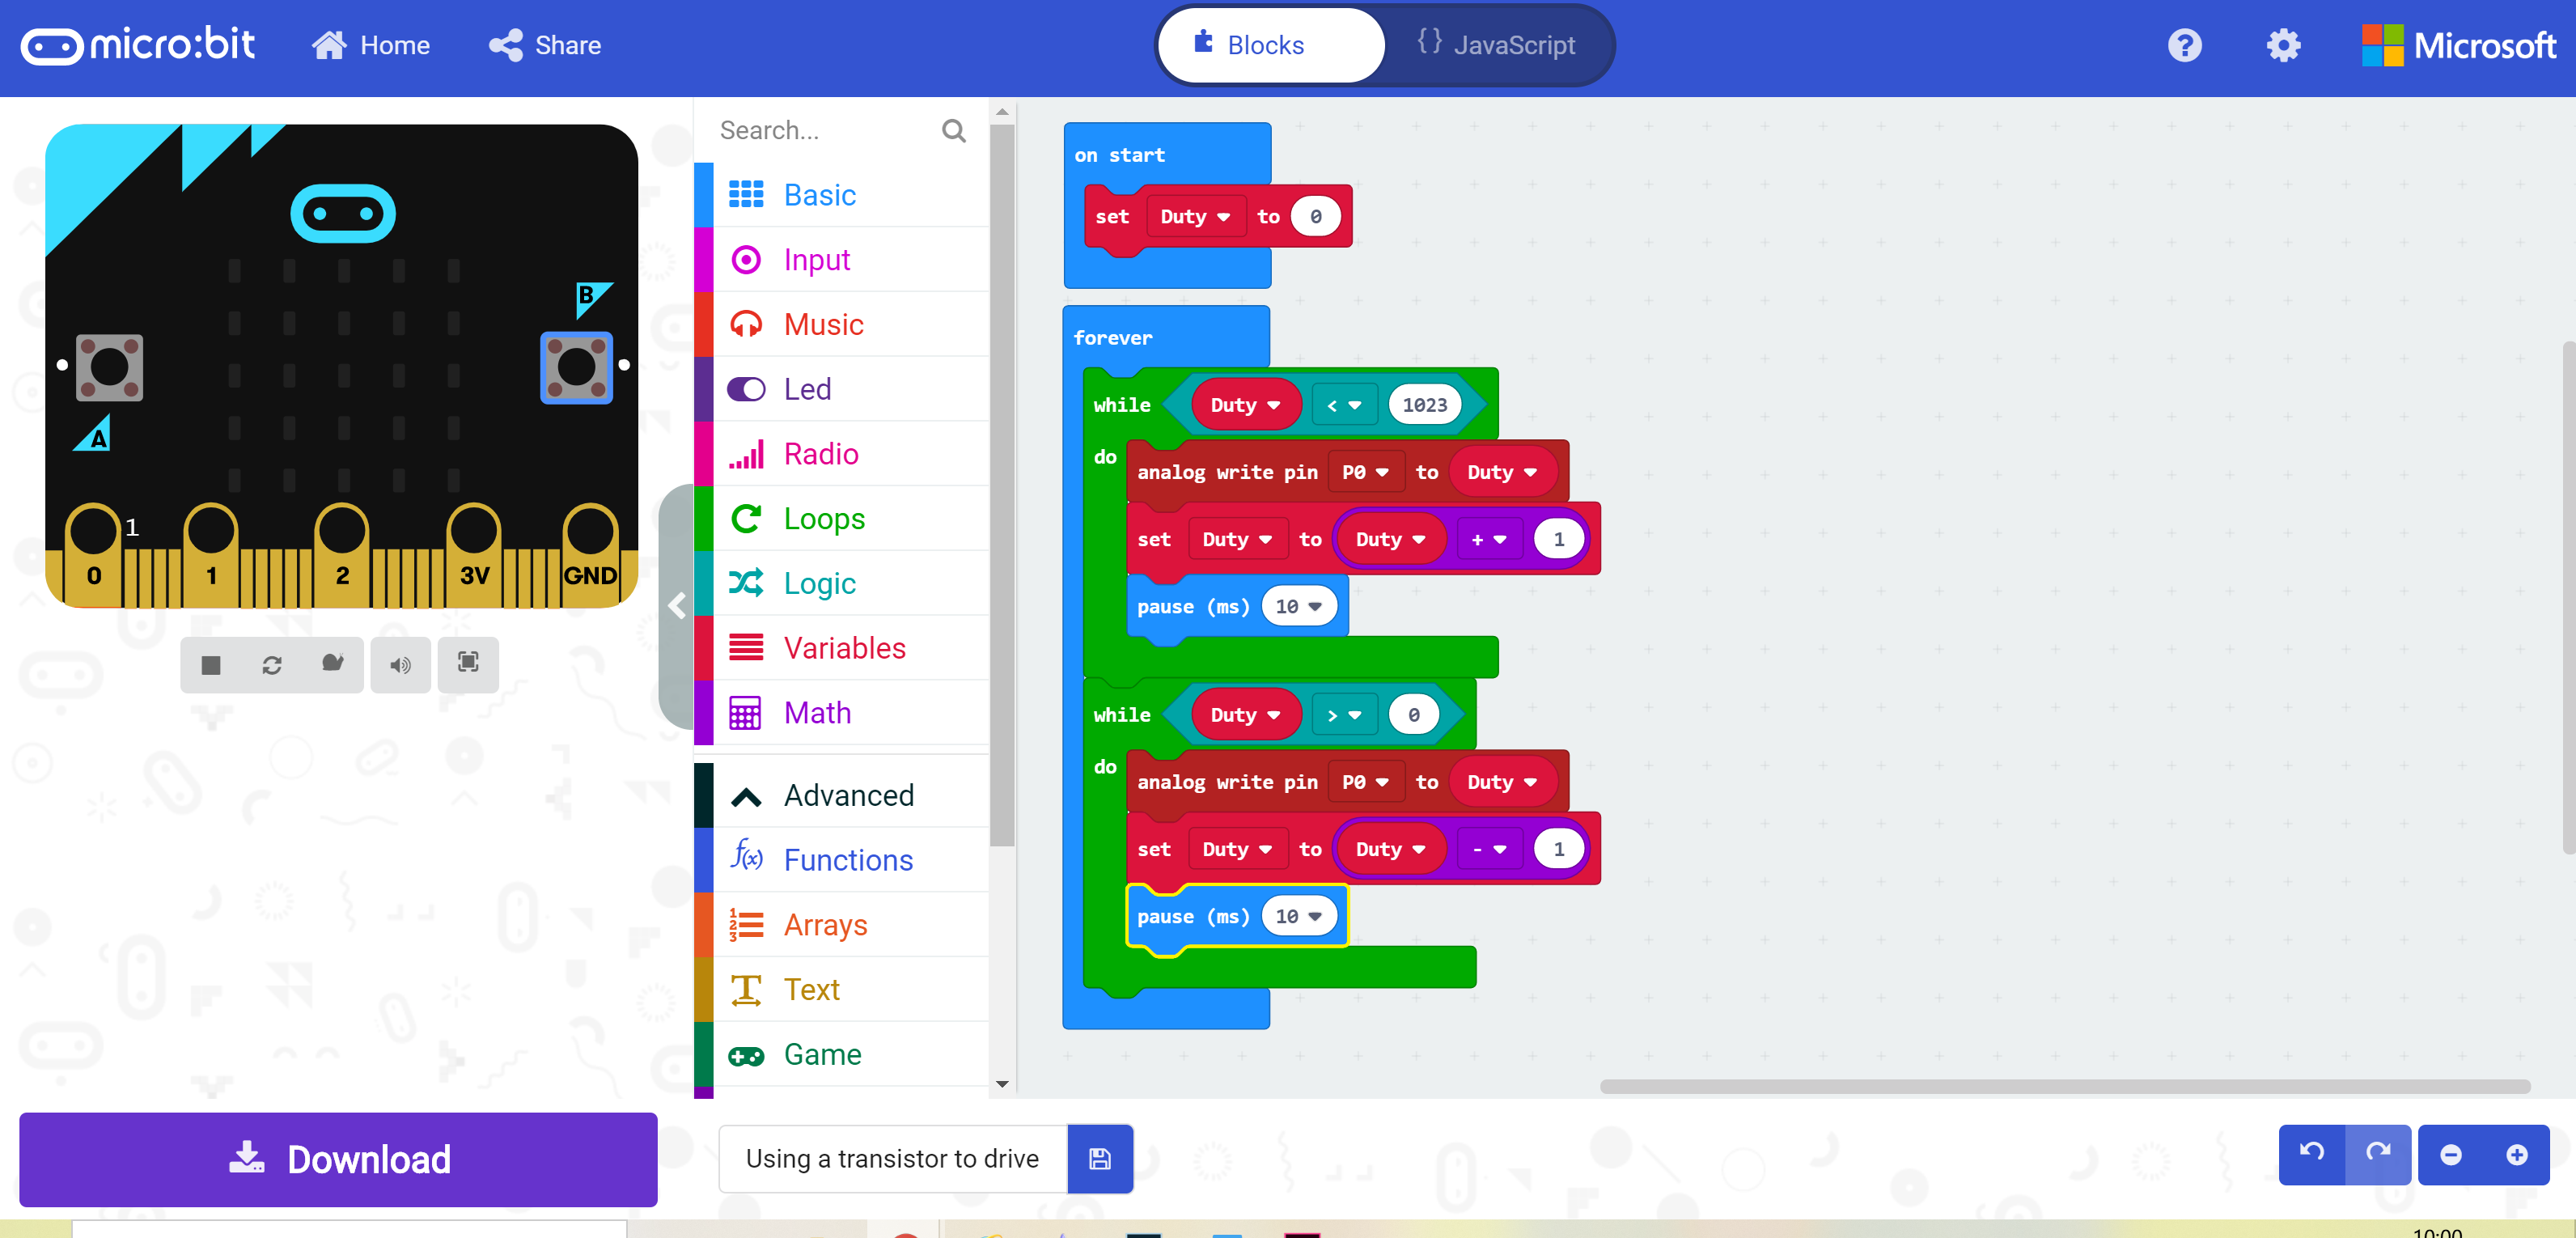 micro:bit
Home
Share
Blocks
{} JavaScript
?
Microsoft
B
A
1
0 1 2 3V GND
Search...
Basic
Input
Music
Led
Radio
Loops
Logic
Variables
Math
Advanced
f(x) Functions
Arrays
Text
Game
Download
on start
set Duty to 0
forever
while Duty < 1023
do analog write pin P0 to Duty
set Duty to Duty + 1
pause (ms) 10
while Duty > 0
do analog write pin P0 to Duty
set Duty to Duty - 1
pause (ms) 10
Using a transistor to drive
10:00